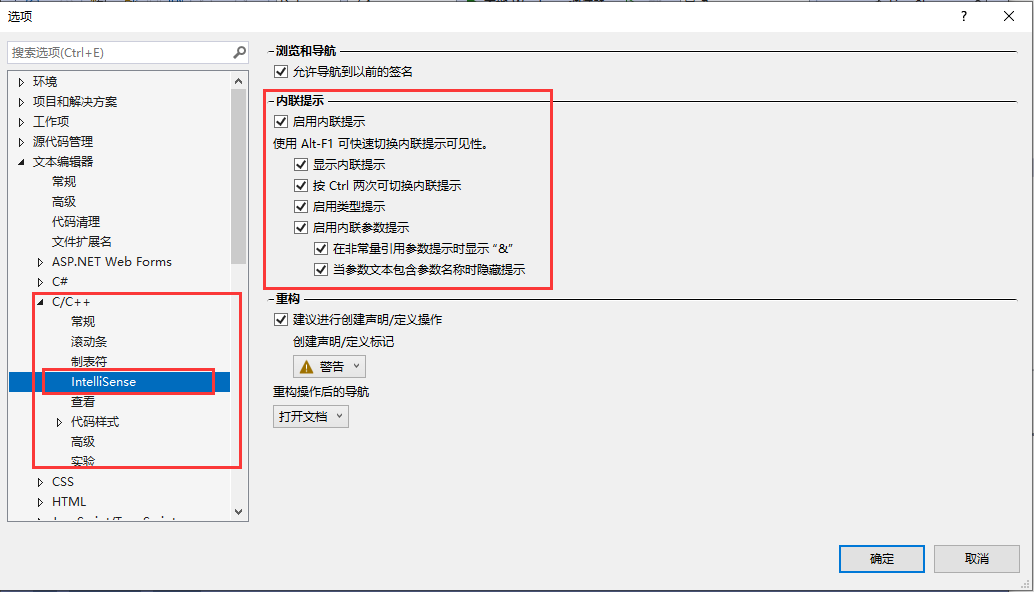 选项
?
搜索选项(Ctrl+E)
环境
项目和解决方案
工作项
源代码管理
文本编辑器
常规
高级
代码清理
文件扩展名
ASP.NET Web Forms
C#
C/C++
常规
滚动条
制表符
IntelliSense
查看
代码样式
高级
实验
CSS
HTML
浏览和导航
允许导航到以前的签名
内联提示
启用内联提示
使用 Alt-F1 可快速切换内联提示可见性。
显示内联提示
按 Ctrl 两次可切换内联提示
启用类型提示
启用内联参数提示
在非常量引用参数提示时显示 “&”
当参数文本包含参数名称时隐藏提示
重构
建议进行创建声明/定义操作
创建声明/定义标记
警告
重构操作后的导航
打开文档
确定
取消